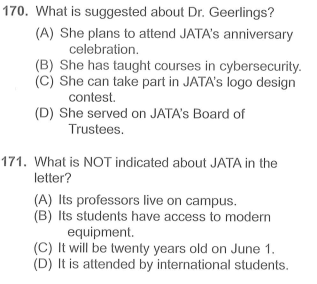 170. What is suggested about Dr. Geerlings?
(A) She plans to attend JATA's anniversary
celebration.
(B) She has taught courses in cybersecurity.
(C) She can take part in JATA's logo design
contest.
(D) She served on JATA's Board of
Trustees.
171. What is NOT indicated about JATA in the
letter?
(A) Its professors live on campus.
(B) Its students have access to modern
equipment.
(C) It will be twenty years old on June 1.
(D) It is attended by international students.